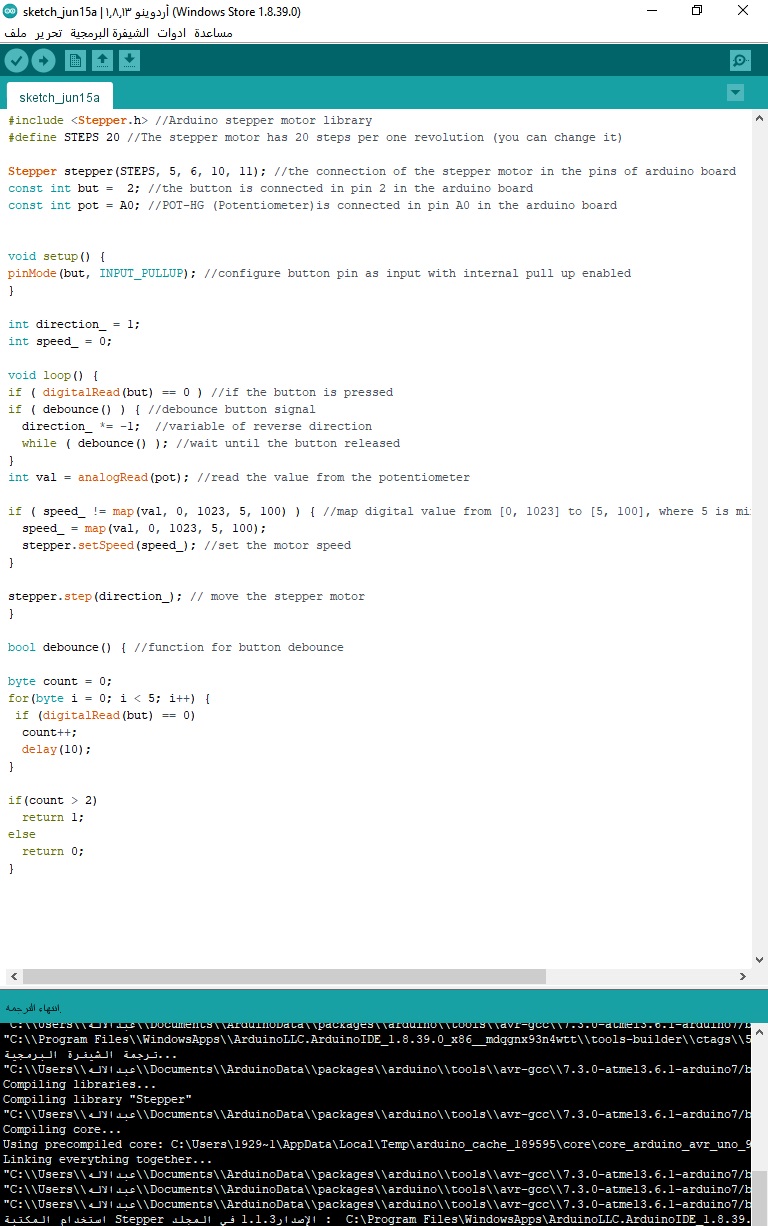 sketch_jun15a | أردوينو ١,٨,١٣ (Windows Store 1.8.39.0)
ملف تحرير الشيفرة البرمجية ادوات مساعدة
sketch_jun15a
#include <Stepper.h> //Arduino stepper motor library
#define STEPS 20 //The stepper motor has 20 steps per one revolution (you can change it)
Stepper stepper(STEPS, 5, 6, 10, 11); //the connection of the stepper motor in the pins of arduino board
const int but =  2; //the button is connected in pin 2 in the arduino board
const int pot = A0; //POT-HG (Potentiometer)is connected in pin A0 in the arduino board
void setup() {
pinMode(but, INPUT_PULLUP); //configure button pin as input with internal pull up enabled
}
int direction_ = 1;
int speed_ = 0;
void loop() {
if ( digitalRead(but) == 0 ) //if the button is pressed
if ( debounce() ) { //debounce button signal
  direction_ *= -1;  //variable of reverse direction
  while ( debounce() ); //wait until the button released
}
int val = analogRead(pot); //read the value from the potentiometer
if ( speed_ != map(val, 0, 1023, 5, 100) ) { //map digital value from [0, 1023] to [5, 100], where 5 is mi
  speed_ = map(val, 0, 1023, 5, 100);
  stepper.setSpeed(speed_); //set the motor speed
}
stepper.step(direction_); // move the stepper motor
}
bool debounce() { //function for button debounce
byte count = 0;
for(byte i = 0; i < 5; i++) {
 if (digitalRead(but) == 0)
  count++;
  delay(10);
}
if(count > 2)
  return 1;
else
  return 0;
}
إنتهاء الترجمة.
"C:\\Users\\عبدالاله\\Documents\\ArduinoData\\packages\\arduino\\tools\\avr-gcc\\7.3.0-atmel3.6.1-arduino7/b
"C:\\Program Files\\WindowsApps\\ArduinoLLC.ArduinoIDE_1.8.39.0_x86__mdqgnx93n4wtt\\tools-builder\\ctags\\5
ترجمة الشيفرة البرمجية...
"C:\\Users\\عبدالاله\\Documents\\ArduinoData\\packages\\arduino\\tools\\avr-gcc\\7.3.0-atmel3.6.1-arduino7/b
Compiling libraries...
Compiling library "Stepper"
"C:\\Users\\عبدالاله\\Documents\\ArduinoData\\packages\\arduino\\tools\\avr-gcc\\7.3.0-atmel3.6.1-arduino7/b
Compiling core...
Using precompiled core: C:\Users\1929~1\AppData\Local\Temp\arduino_cache_189595\core\core_arduino_avr_uno_9
Linking everything together...
"C:\\Users\\عبدالاله\\Documents\\ArduinoData\\packages\\arduino\\tools\\avr-gcc\\7.3.0-atmel3.6.1-arduino7/b
"C:\\Users\\عبدالاله\\Documents\\ArduinoData\\packages\\arduino\\tools\\avr-gcc\\7.3.0-atmel3.6.1-arduino7/b
"C:\\Users\\عبدالاله\\Documents\\ArduinoData\\packages\\arduino\\tools\\avr-gcc\\7.3.0-atmel3.6.1-arduino7/b
استخدام المكتبة Stepper الإصدار1.1.3 في المجلد : C:\Program Files\WindowsApps\ArduinoLLC.ArduinoIDE_1.8.39.